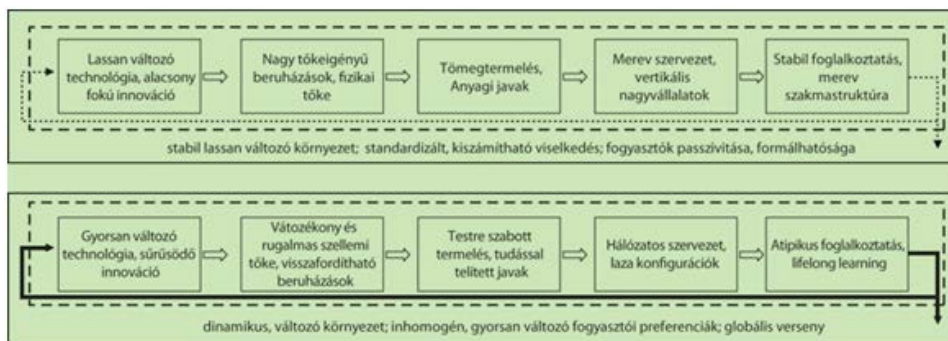 Lassan változó
technológia, alacsony
fokú innováció
Nagy tőkeigényű
beruházások, fizikai
tőke
Tömegtermelés,
Anyagi javak
Merev szervezet,
vertikális
nagyvállalatok
Stabil foglalkoztatás,
merev
szakmastruktúra
stabil lassan változó környezet; standardizált, kiszámítható viselkedés; fogyasztók passzivitása, formálhatósága
Gyorsan változó
technológia, sűrűsödő
innováció
Vátozékony és
rugalmas szellemi
tőke, visszafordítható
beruházások
Testre szabott
termelés, tudással
telített javak
Hálózatos szervezet,
laza konfigurációk
Atipikus foglalkoztatás,
lifelong learning
dinamikus, változó környezet; inhomogén, gyorsan változó fogyasztói preferenciák; globális verseny